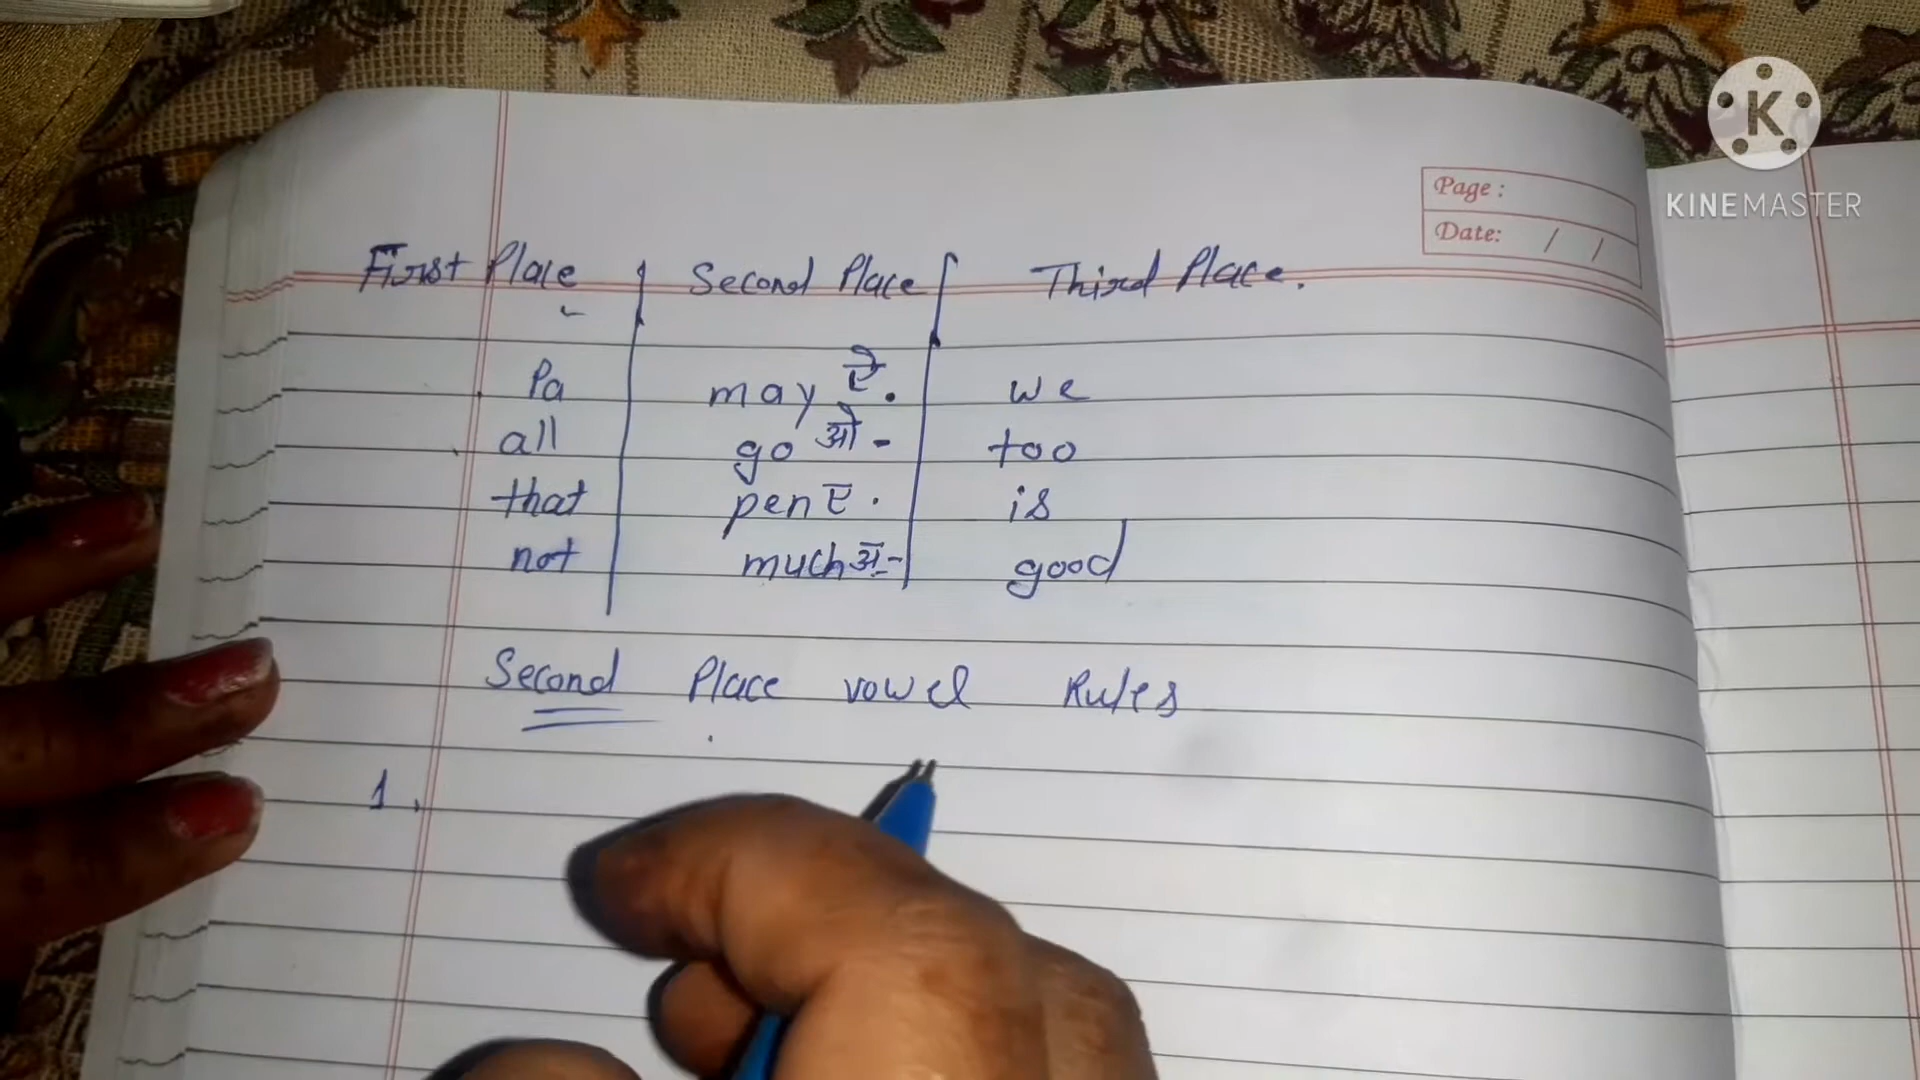 Page :
Date: / /
KINEMASTER
First Place Second Place Third Place.
Pa may ऐ . we
all go ओ - too
that pen ए . is
not much अ - good
Second Place vowel Rules
1.